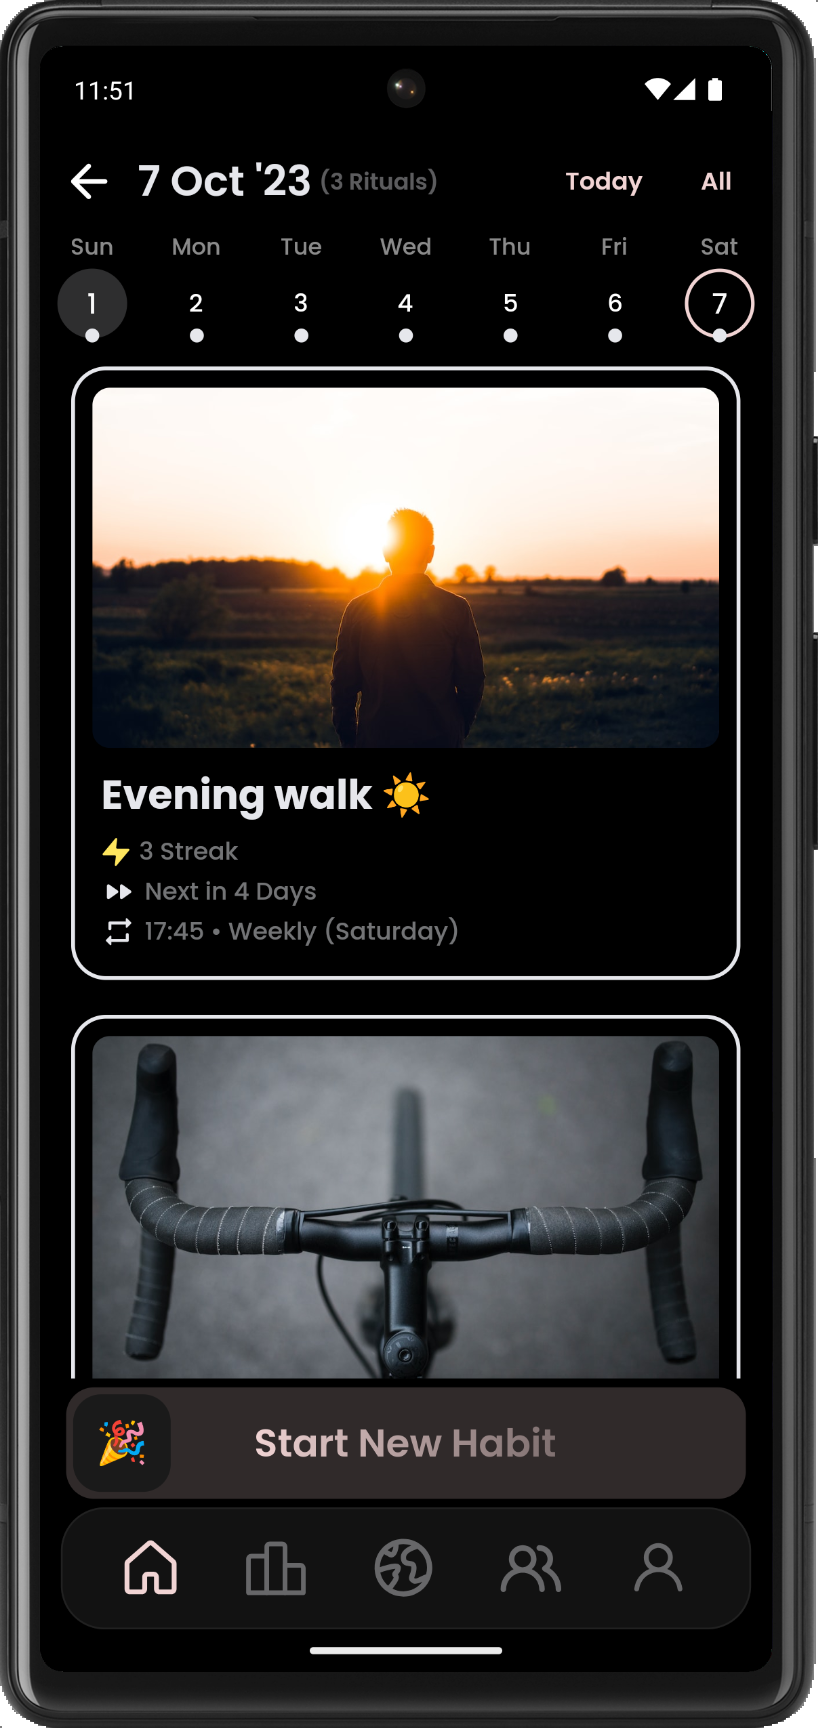 11:51
7 Oct '23 (3 Rituals) Today All
Sun Mon Tue Wed Thu Fri Sat
1 2 3 4 5 6 7
Evening walk ☀️
3 Streak
Next in 4 Days
17:45 • Weekly (Saturday)
Start New Habit